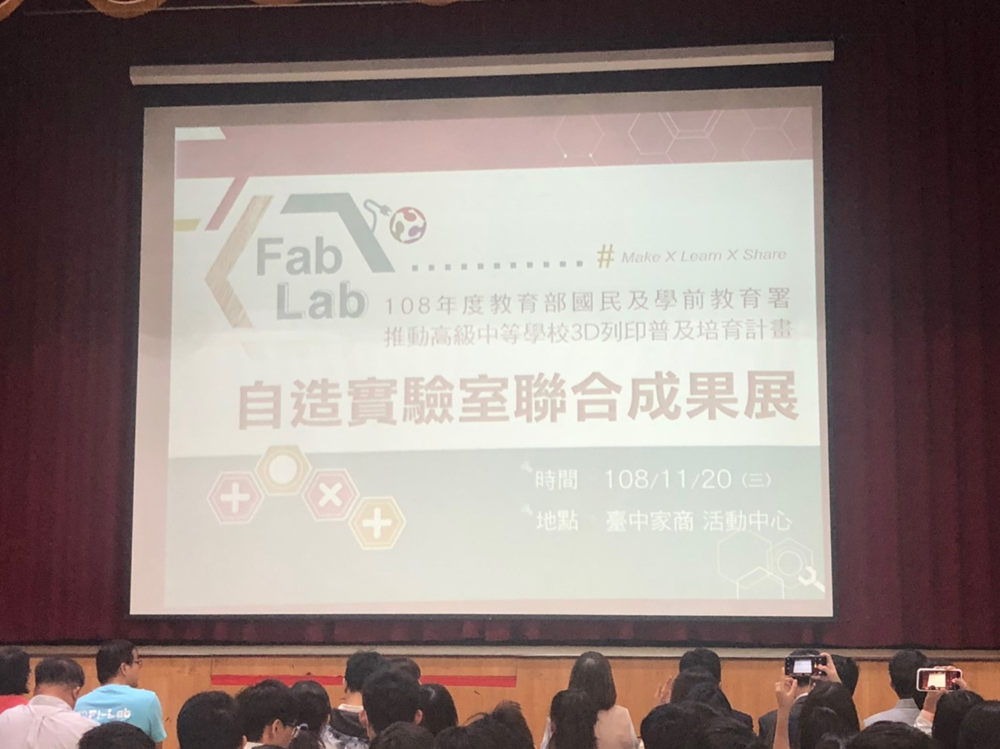 Fab
Lab
# Make X Learn X Share
108年度教育部國民及學前教育署
推動高級中等學校3D列印普及培育計畫
自造實驗室聯合成果展
時間 108/11/20 (三)
地點 臺中家商 活動中心
Pi-Lab